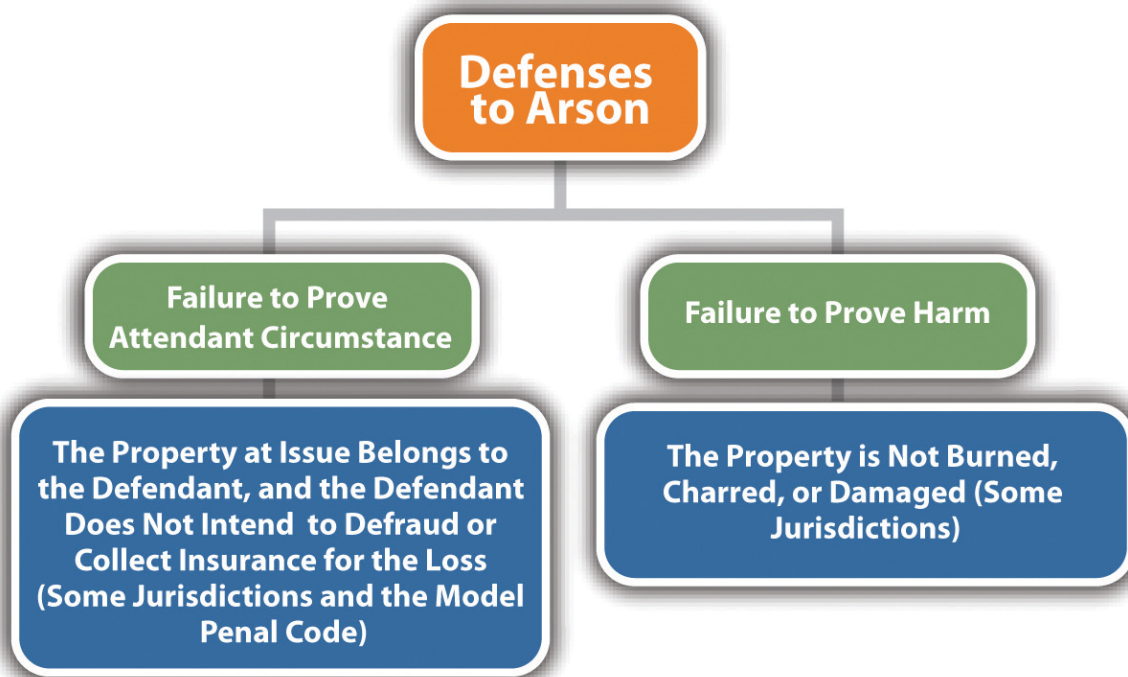 Defenses
to Arson
Failure to Prove
Attendant Circumstance
Failure to Prove Harm
The Property at Issue Belongs to
the Defendant, and the Defendant
Does Not Intend to Defraud or
Collect Insurance for the Loss
(Some Jurisdictions and the Model
Penal Code)
The Property is Not Burned,
Charred, or Damaged (Some
Jurisdictions)